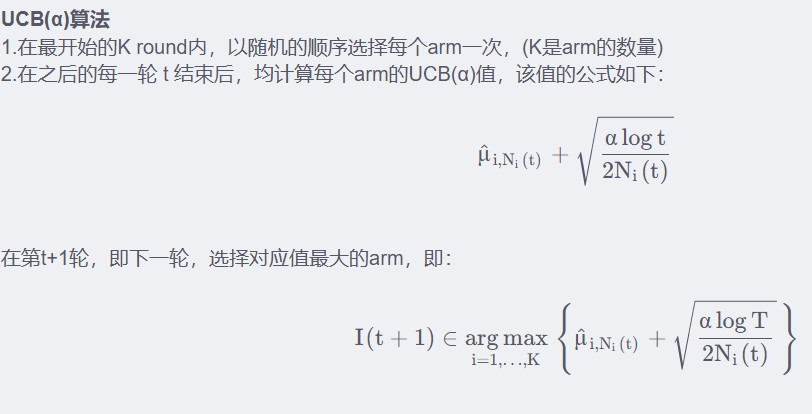 UCB(α)算法
1.在最开始的K round内，以随机的顺序选择每个arm一次，(K是arm的数量)
2.在之后的每一轮 t 结束后，均计算每个arm的UCB(α)值，该值的公式如下：
$\hat{\mu}_{i,N_i(t)} + \sqrt{\frac{\alpha \log t}{2N_i(t)}}$
在第t+1轮，即下一轮，选择对应值最大的arm，即：
$I(t+1) \in \underset{i=1,\ldots,K}{\arg\max} \left\{ \hat{\mu}_{i,N_i(t)} + \sqrt{\frac{\alpha \log T}{2N_i(t)}} \right\}$